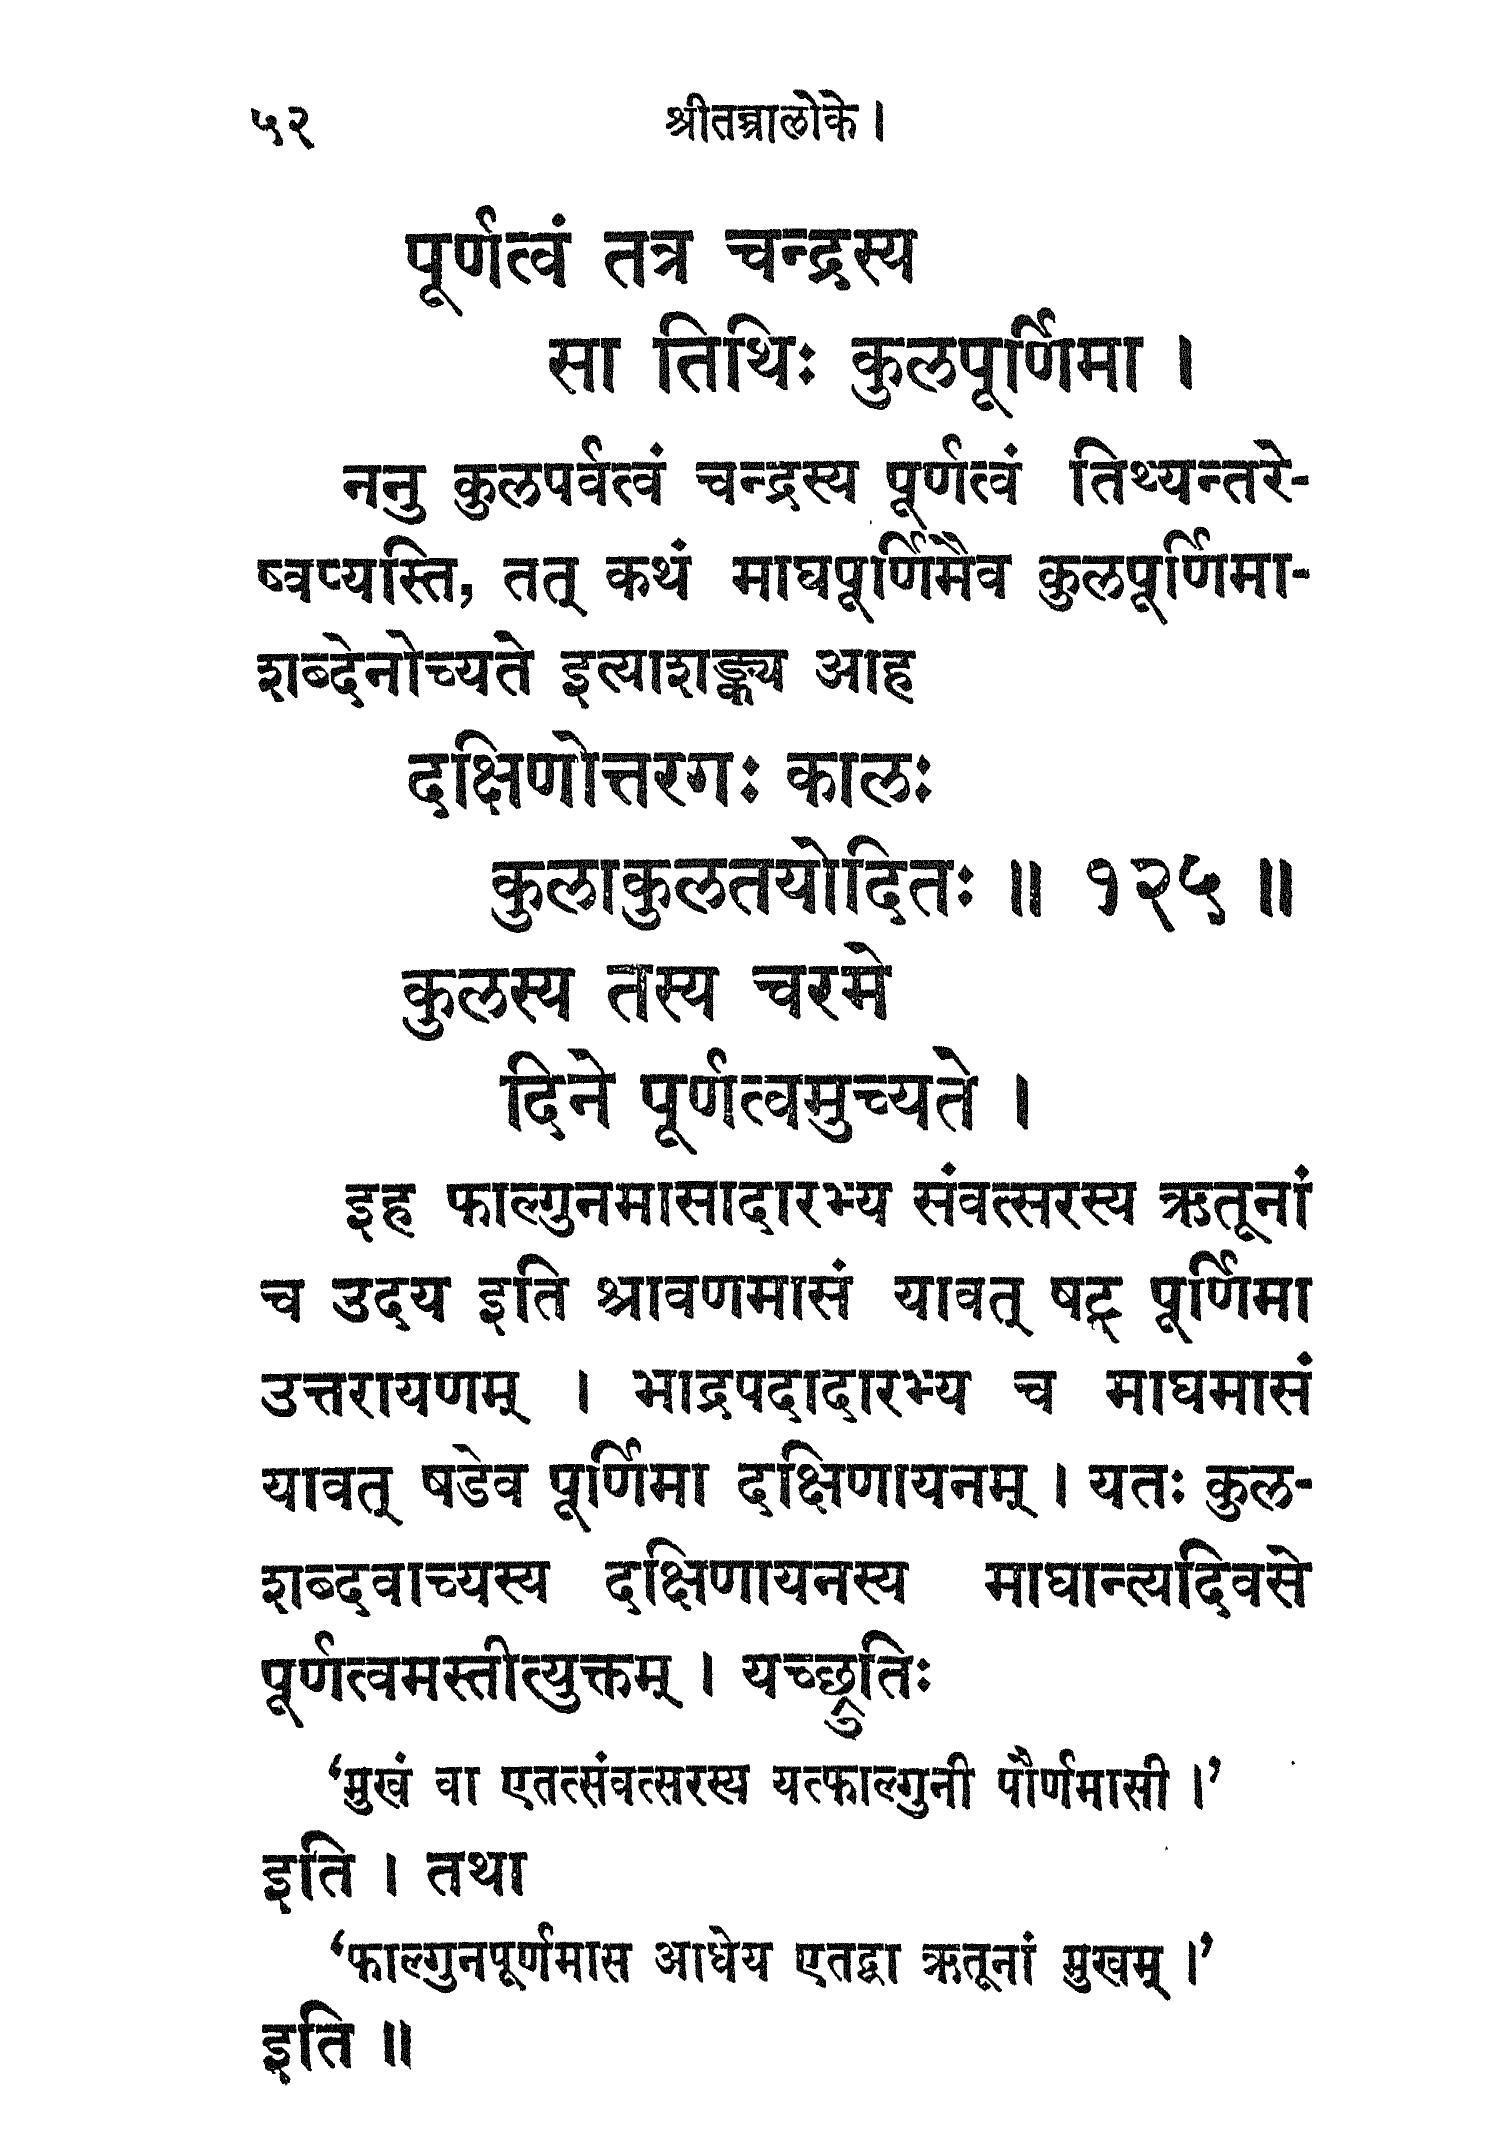 ५२
श्रीतन्त्रालोके ।
पूर्णत्वं तत्र चन्द्रस्य
सा तिथिः कुलपूर्णिमा ।
ननु कुलपर्वत्वं चन्द्रस्य पूर्णत्वं तिथ्यन्तरे-
ष्वप्यस्ति, तत् कथं माघपूर्णिमैव कुलपूर्णिमा-
शब्देनोच्यते इत्याशङ्क्य आह
दक्षिणोत्तरगः कालः
कुलाकुलतयोदितः ॥ १२५ ॥
कुलस्य तस्य चरमे
दिने पूर्णत्वमुच्यते ।
इह फाल्गुनमासादारभ्य संवत्सरस्य ऋतूनां
च उदय इति श्रावणमासं यावत् षट् पूर्णिमा
उत्तरायणम् । भाद्रपदादारभ्य च माघमासं
यावत् षडेव पूर्णिमा दक्षिणायनम् । यतः कुल-
शब्दवाच्यस्य दक्षिणायनस्य माघान्त्यदिवसे
पूर्णत्वमस्तीत्युक्तम् । यच्छ्रुतिः
‘मुखं वा एतत्संवत्सरस्य यत्फाल्गुनी पौर्णमासी ।’
इति । तथा
‘फाल्गुनपूर्णमास आधेय एतद्वा ऋतूनां मुखम् ।’
इति ॥